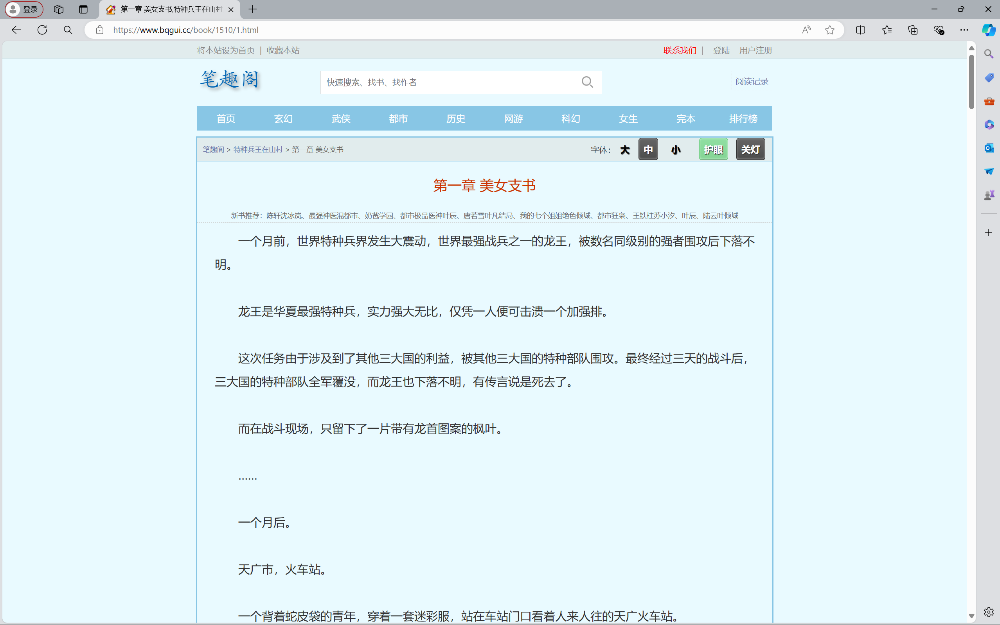 登录
第一章 美女支书,特种兵王在山村
https://www.bqgui.cc/book/1510/1.html
将本站设为首页 | 收藏本站
联系我们 | 登陆 用户注册
笔趣阁
快速搜索、找书、找作者
阅读记录
首页 玄幻 武侠 都市 历史 网游 科幻 女生 完本 排行榜
笔趣阁 > 特种兵王在山村 > 第一章 美女支书
字体： 大 中 小 护眼 关灯
第一章 美女支书
新书推荐：陈轩沈冰岚、最强神医混都市、奶爸学园、都市极品医神叶辰、唐若雪叶凡结局、我的七个姐姐绝色倾城、都市狂枭、王铁柱苏小汐、叶辰、陆云叶倾城
一个月前，世界特种兵界发生大震动，世界最强战兵之一的龙王，被数名同级别的强者围攻后下落不
明。
龙王是华夏最强特种兵，实力强大无比，仅凭一人便可击溃一个加强排。
这次任务由于涉及到了其他三大国的利益，被其他三大国的特种部队围攻。最终经过三天的战斗后，
三大国的特种部队全军覆没，而龙王也下落不明，有传言说是死去了。
而在战斗现场，只留下了一片带有龙首图案的枫叶。
……
一个月后。
天广市，火车站。
一个背着蛇皮袋的青年，穿着一套迷彩服，站在车站门口看着人来人往的天广火车站。